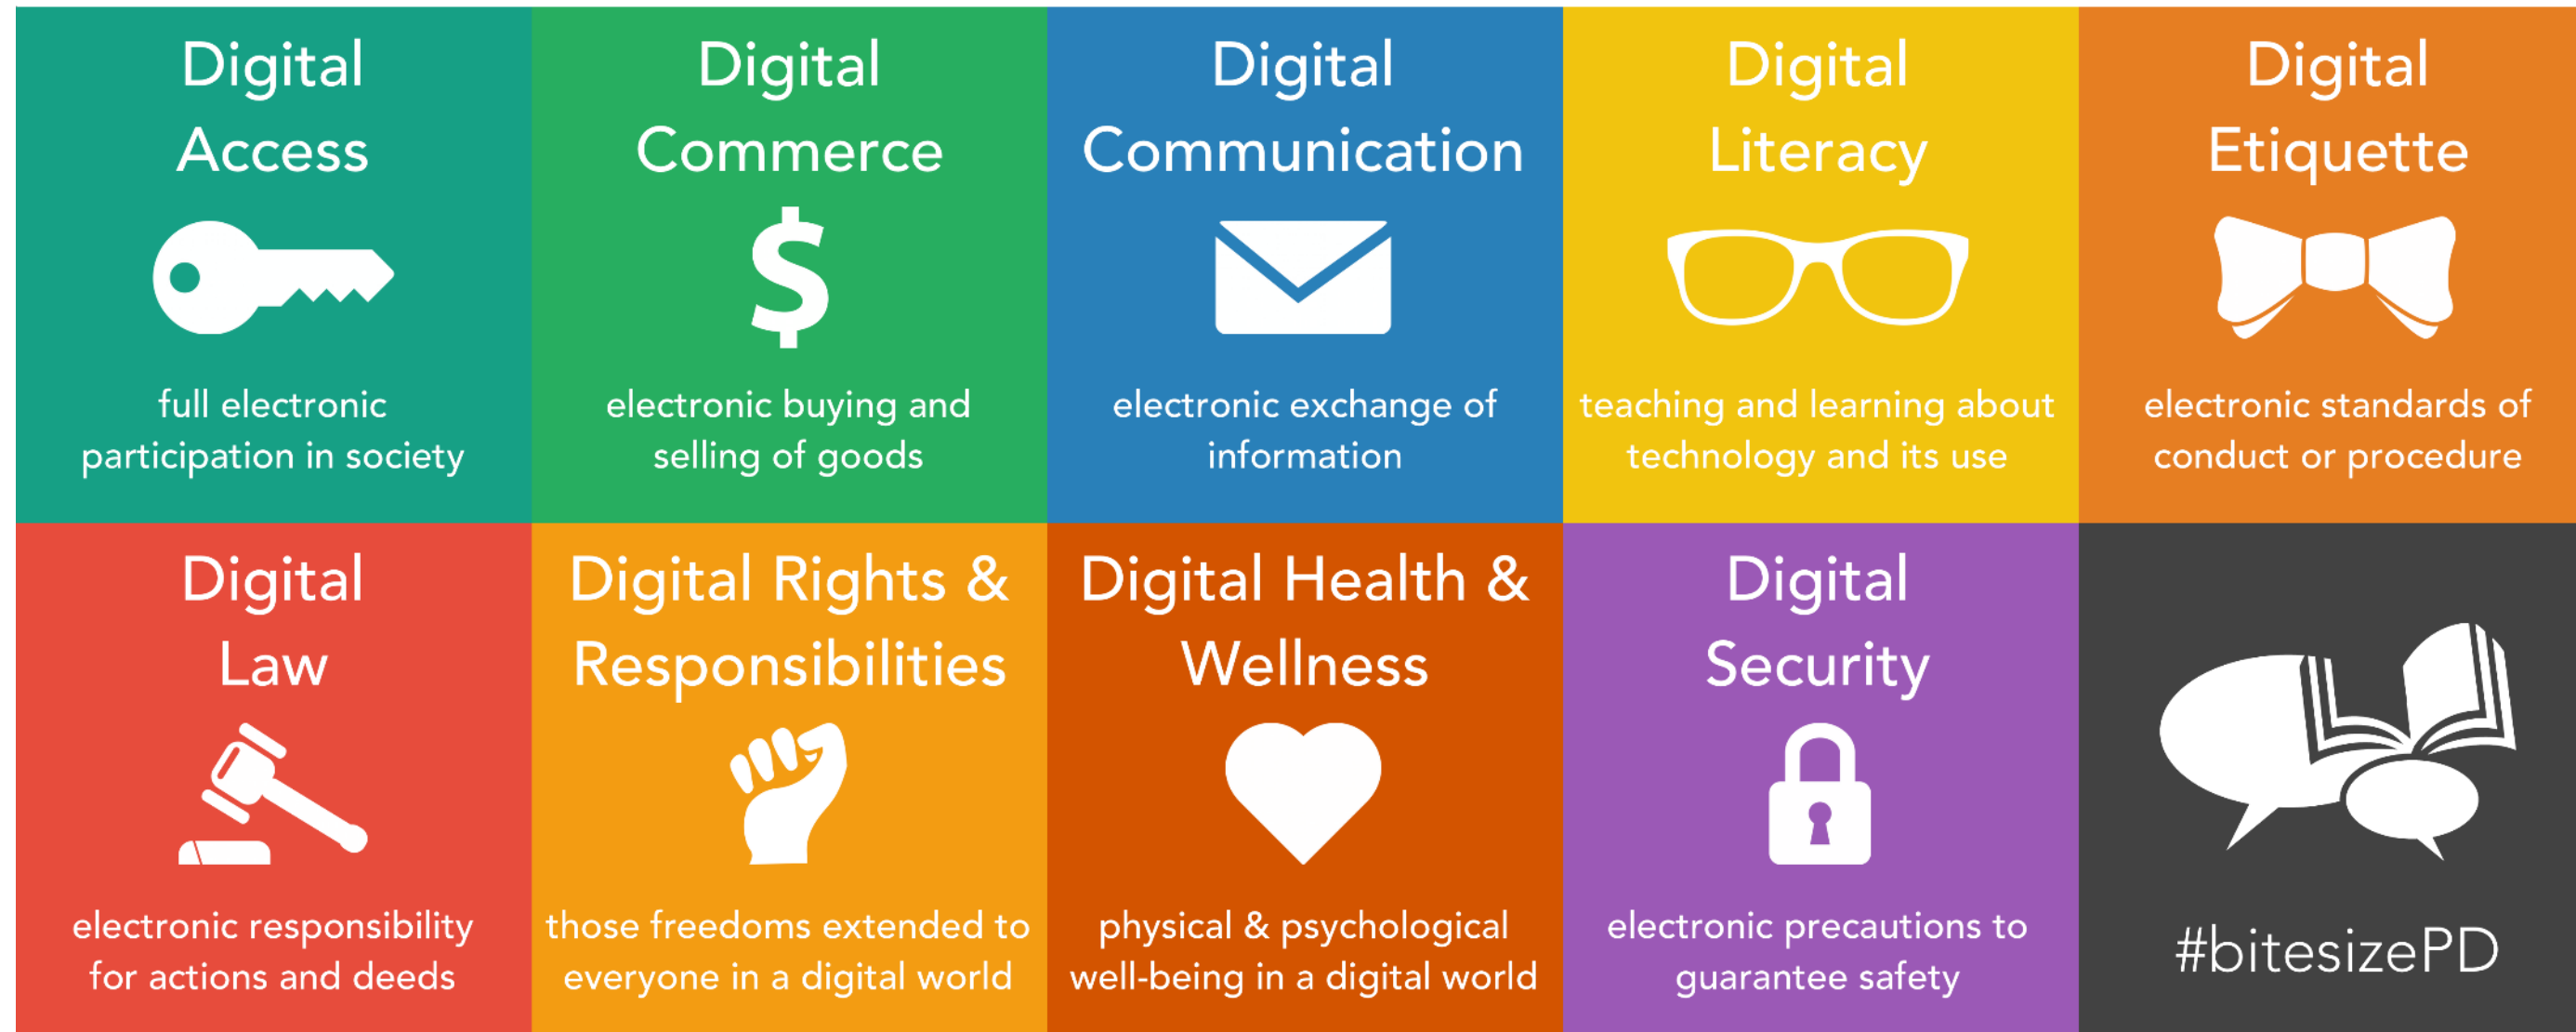 Digital
Access
full electronic
participation in society
Digital
Commerce
$
electronic buying and
selling of goods
Digital
Communication
electronic exchange of
information
Digital
Literacy
teaching and learning about
technology and its use
Digital
Etiquette
electronic standards of
conduct or procedure
Digital
Law
electronic responsibility
for actions and deeds
Digital Rights &
Responsibilities
those freedoms extended to
everyone in a digital world
Digital Health &
Wellness
physical & psychological
well-being in a digital world
Digital
Security
electronic precautions to
guarantee safety
#bitesizePD